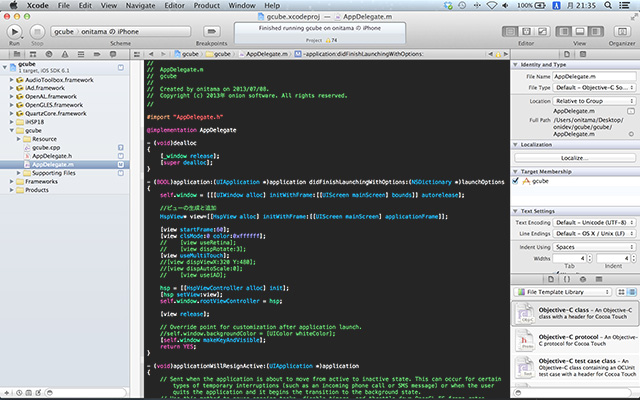 Xcode File Edit View Navigate Editor Product Window Help 100% 月 21:35
gcube.xcodeproj — AppDelegate.m
Run Stop gcube onitama の iPhone Scheme Breakpoints
Finished running gcube on onitama の iPhone
Project 74
Editor View Organizer
gcube gcube AppDelegate.m -application:didFinishLaunchingWithOptions:
gcube
1 target, iOS SDK 6.1
AudioToolbox.framework
iAd.framework
OpenAL.framework
OpenGLES.framework
QuartzCore.framework
iHSP18
gcube
Resource
gcube.cpp
AppDelegate.h
AppDelegate.m
Supporting Files
Frameworks
Products
//
// AppDelegate.m
// gcube
//
// Created by onitama on 2013/07/08.
// Copyright (c) 2013年 onion software. All rights reserved.
//
#import "AppDelegate.h"
@implementation AppDelegate
- (void)dealloc
{
[_window release];
[super dealloc];
}
- (BOOL)application:(UIApplication *)application didFinishLaunchingWithOptions:(NSDictionary *)launchOptions
{
self.window = [[[UIWindow alloc] initWithFrame:[[UIScreen mainScreen] bounds]] autorelease];
//ビューの生成と追加
HspView* view=[[HspView alloc] initWithFrame:[[UIScreen mainScreen] applicationFrame]];
[view startFrame:60];
[view clsMode:0 color:0xffffff];
// [view useRetina];
// [view dispRotate:3];
[view useMultiTouch];
//[view dispViewX:320 Y:480];
//[view dispAutoScale:0];
// [view useiAD];
hsp = [[HspViewController alloc] init];
[hsp setView:view];
self.window.rootViewController = hsp;
[view release];
// Override point for customization after application launch.
//self.window.backgroundColor = [UIColor whiteColor];
[self.window makeKeyAndVisible];
return YES;
}
- (void)applicationWillResignActive:(UIApplication *)application
{
// Sent when the application is about to move from active to inactive state. This can occur for certain
types of temporary interruptions (such as an incoming phone call or SMS message) or when the user
quits the application and it begins the transition to the background state.
Identity and Type
File Name AppDelegate.m
File Type Default - Objective-C So...
Location Relative to Group
AppDelegate.m
Full Path /Users/onitama/Desktop/
onidev/gcube/gcube/
AppDelegate.m
Localization
Localize...
Target Membership
gcube
Text Settings
Text Encoding Default - Unicode (UTF-8)
Line Endings Default - OS X / Unix (LF)
Indent Using Spaces
Widths 4 4
Tab Indent
File Template Library
Objective-C class - An Objective-C
class with a header for Cocoa Touch
Objective-C protocol - An Objective-
C protocol for Cocoa Touch
Objective-C test case class - An
Objective-C class containing an OCUnit
test case with a header for Cocoa Touch